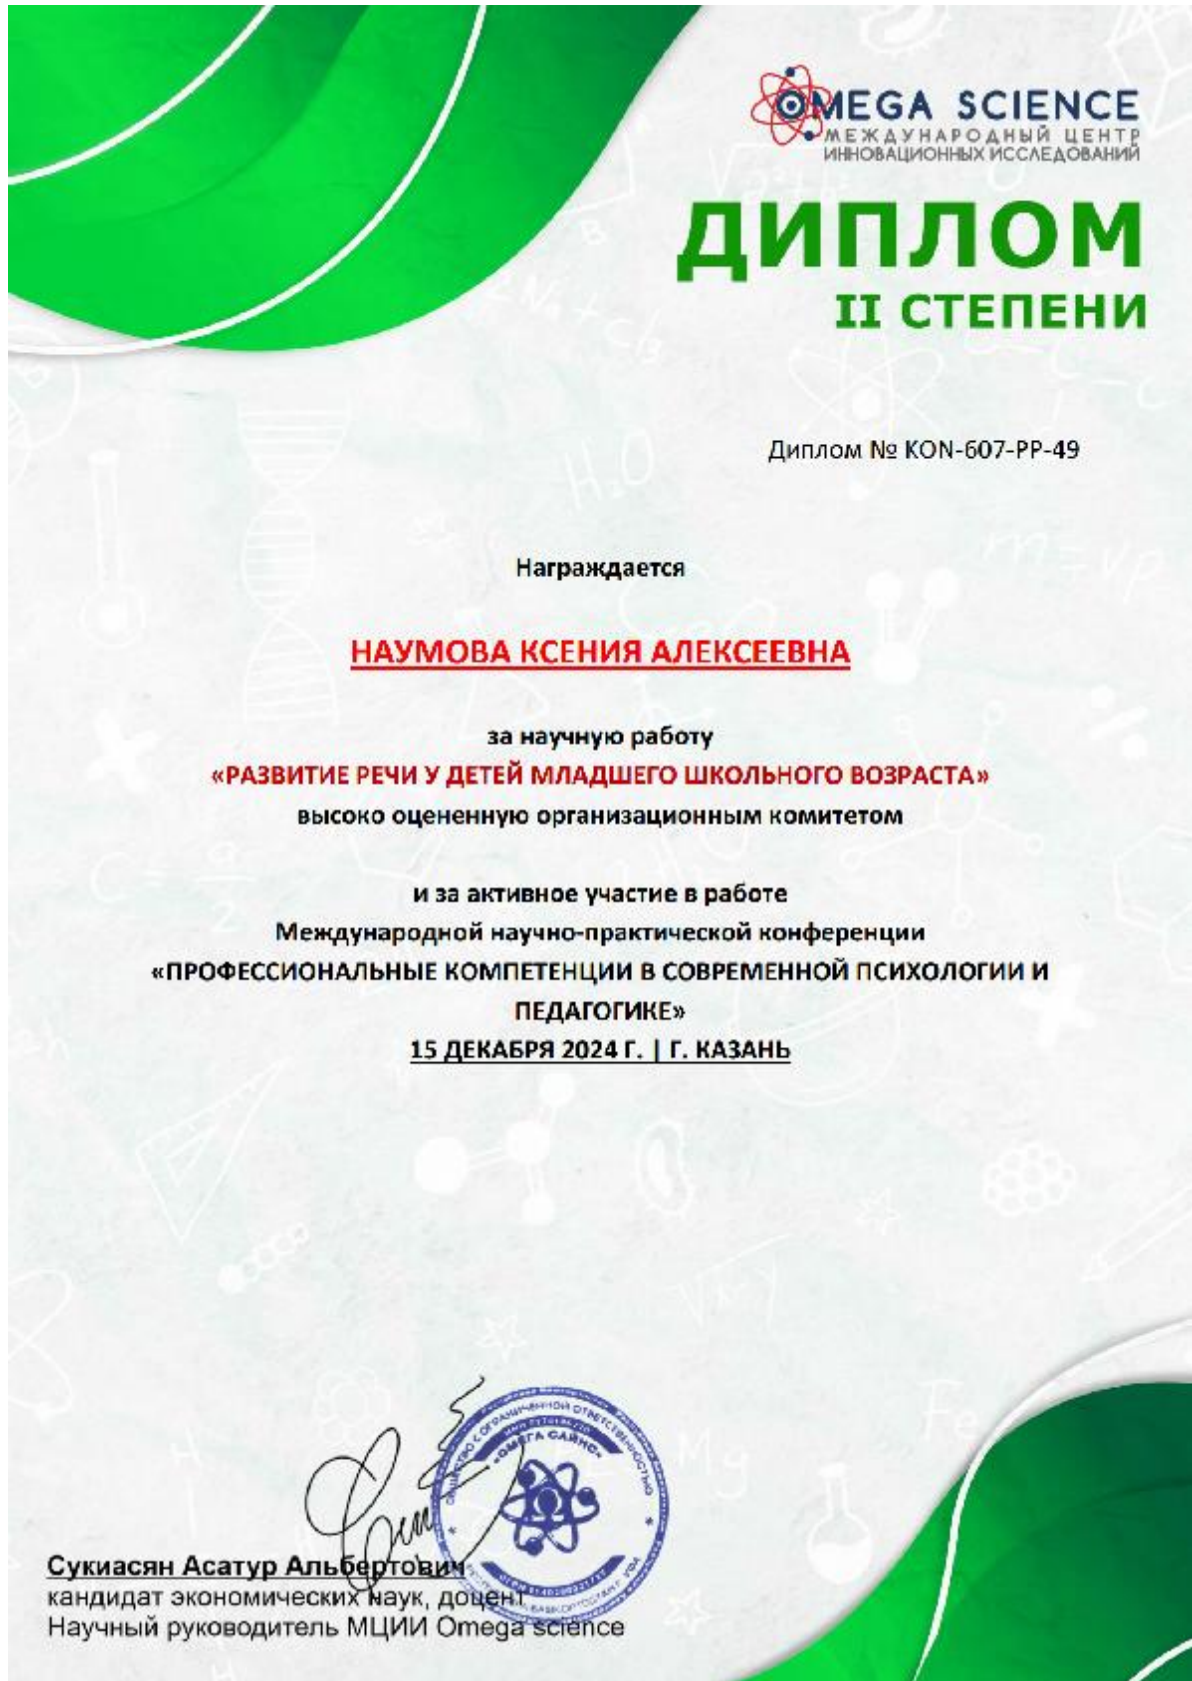 OMEGA SCIENCE
МЕЖДУНАРОДНЫЙ ЦЕНТР
ИННОВАЦИОННЫХ ИССЛЕДОВАНИЙ
ДИПЛОМ
II СТЕПЕНИ
Диплом № KON-607-PP-49
Награждается
НАУМОВА КСЕНИЯ АЛЕКСЕЕВНА
за научную работу
«РАЗВИТИЕ РЕЧИ У ДЕТЕЙ МЛАДШЕГО ШКОЛЬНОГО ВОЗРАСТА»
высоко оцененную организационным комитетом
и за активное участие в работе
Международной научно-практической конференции
«ПРОФЕССИОНАЛЬНЫЕ КОМПЕТЕНЦИИ В СОВРЕМЕННОЙ ПСИХОЛОГИИ И
ПЕДАГОГИКЕ»
15 ДЕКАБРЯ 2024 Г. | Г. КАЗАНЬ
ОБЩЕСТВО С ОГРАНИЧЕННОЙ ОТВЕТСТВЕННОСТЬЮ
«ОМЕГА САЙНС»
Сукиасян Асатур Альбертович
кандидат экономических наук, доцент
Научный руководитель МЦИИ Omega science